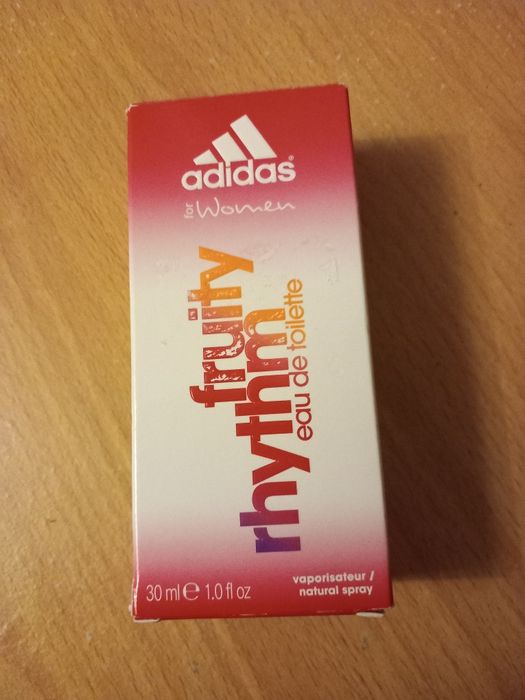 adidas®
for Women
fruity
rhythm
eau de toilette
30 ml ℮ 1.0 fl oz
vaporisateur /
natural spray